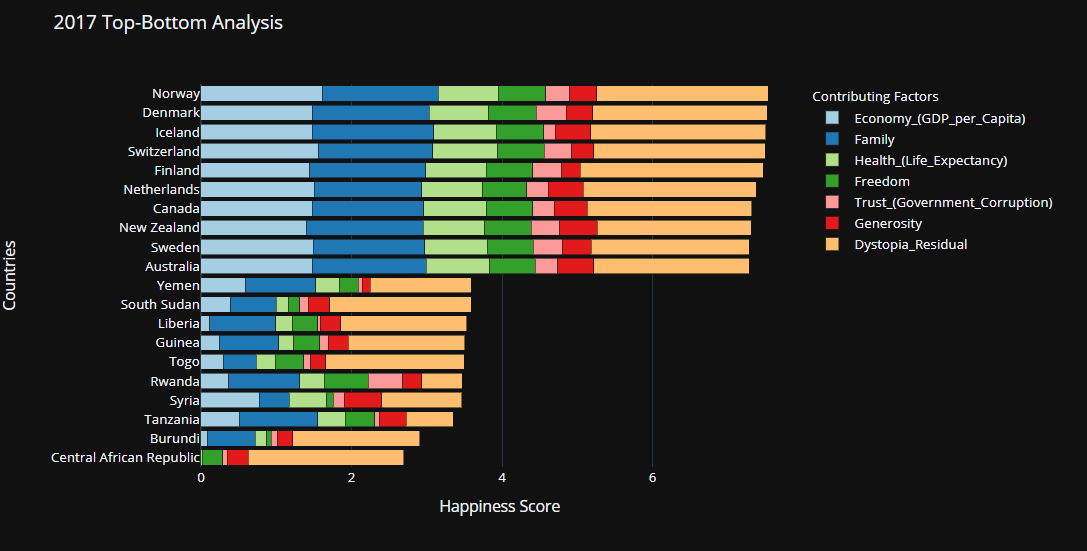 2017 Top-Bottom Analysis
Contributing Factors
Economy_(GDP_per_Capita)
Family
Health_(Life_Expectancy)
Freedom
Trust_(Government_Corruption)
Generosity
Dystopia_Residual
Countries
Norway
Denmark
Iceland
Switzerland
Finland
Netherlands
Canada
New Zealand
Sweden
Australia
Yemen
South Sudan
Liberia
Guinea
Togo
Rwanda
Syria
Tanzania
Burundi
Central African Republic
0 2 4 6
Happiness Score